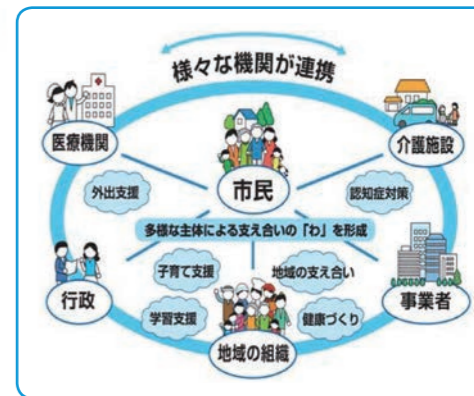 様々な機関が連携
医療機関
介護施設
市民
外出支援
認知症対策
多様な主体による支え合いの「わ」を形成
子育て支援
地域の支え合い
行政
事業者
学習支援
健康づくり
地域の組織